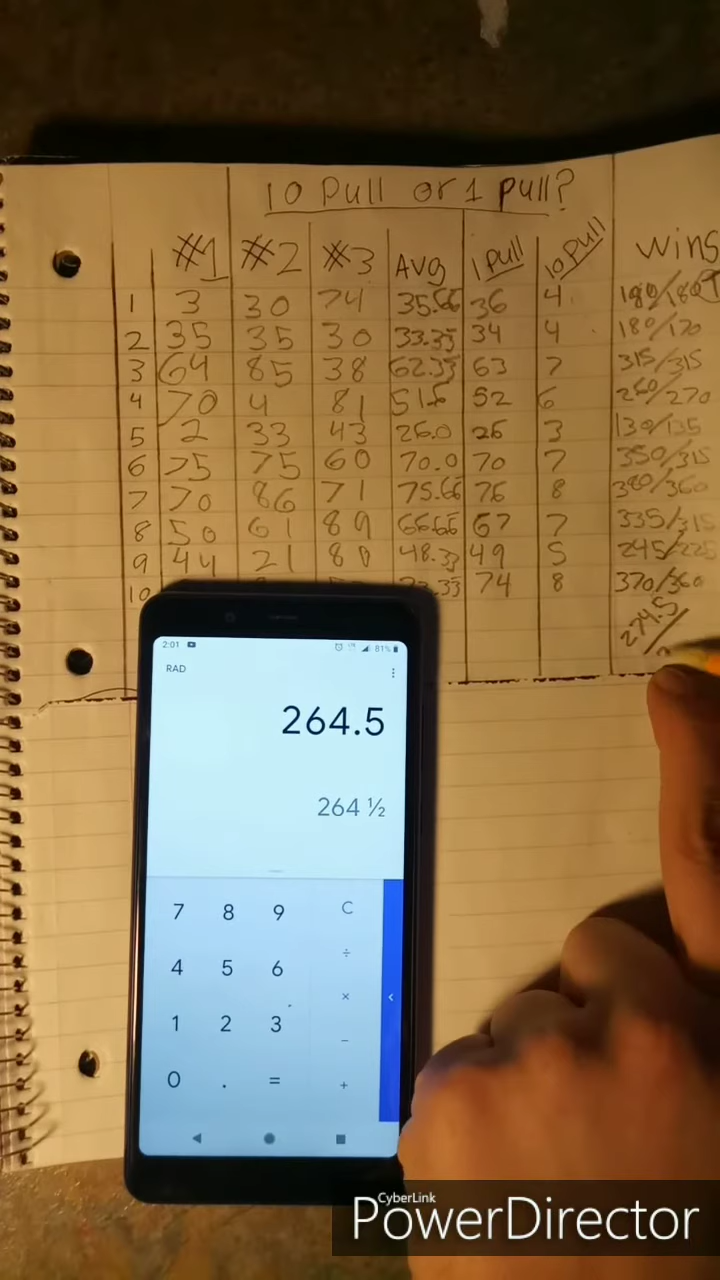 10 Pull or 1 pull?
#1 #2 #3 Avg 1 Pull 10 Pull wins
1 3 30 74 35.66 36 4 180/180 T
2 35 35 30 33.33 34 4 180/170
3 64 85 38 62.33 63 7 315/315
4 70 4 81 51.6 52 6 260/270
5 2 33 43 26.0 26 3 130/135
6 75 75 60 70.0 70 7 350/315
7 70 86 71 75.66 76 8 380/360
8 50 61 89 66.66 67 7 335/315
9 44 21 80 48.33 49 5 245/225
10 .33 74 8 370/360
274.5/
2:01 81%
RAD
264.5
264 ½
7 8 9 C
÷
4 5 6
× <
1 2 3
−
0 . = +
CyberLink
PowerDirector